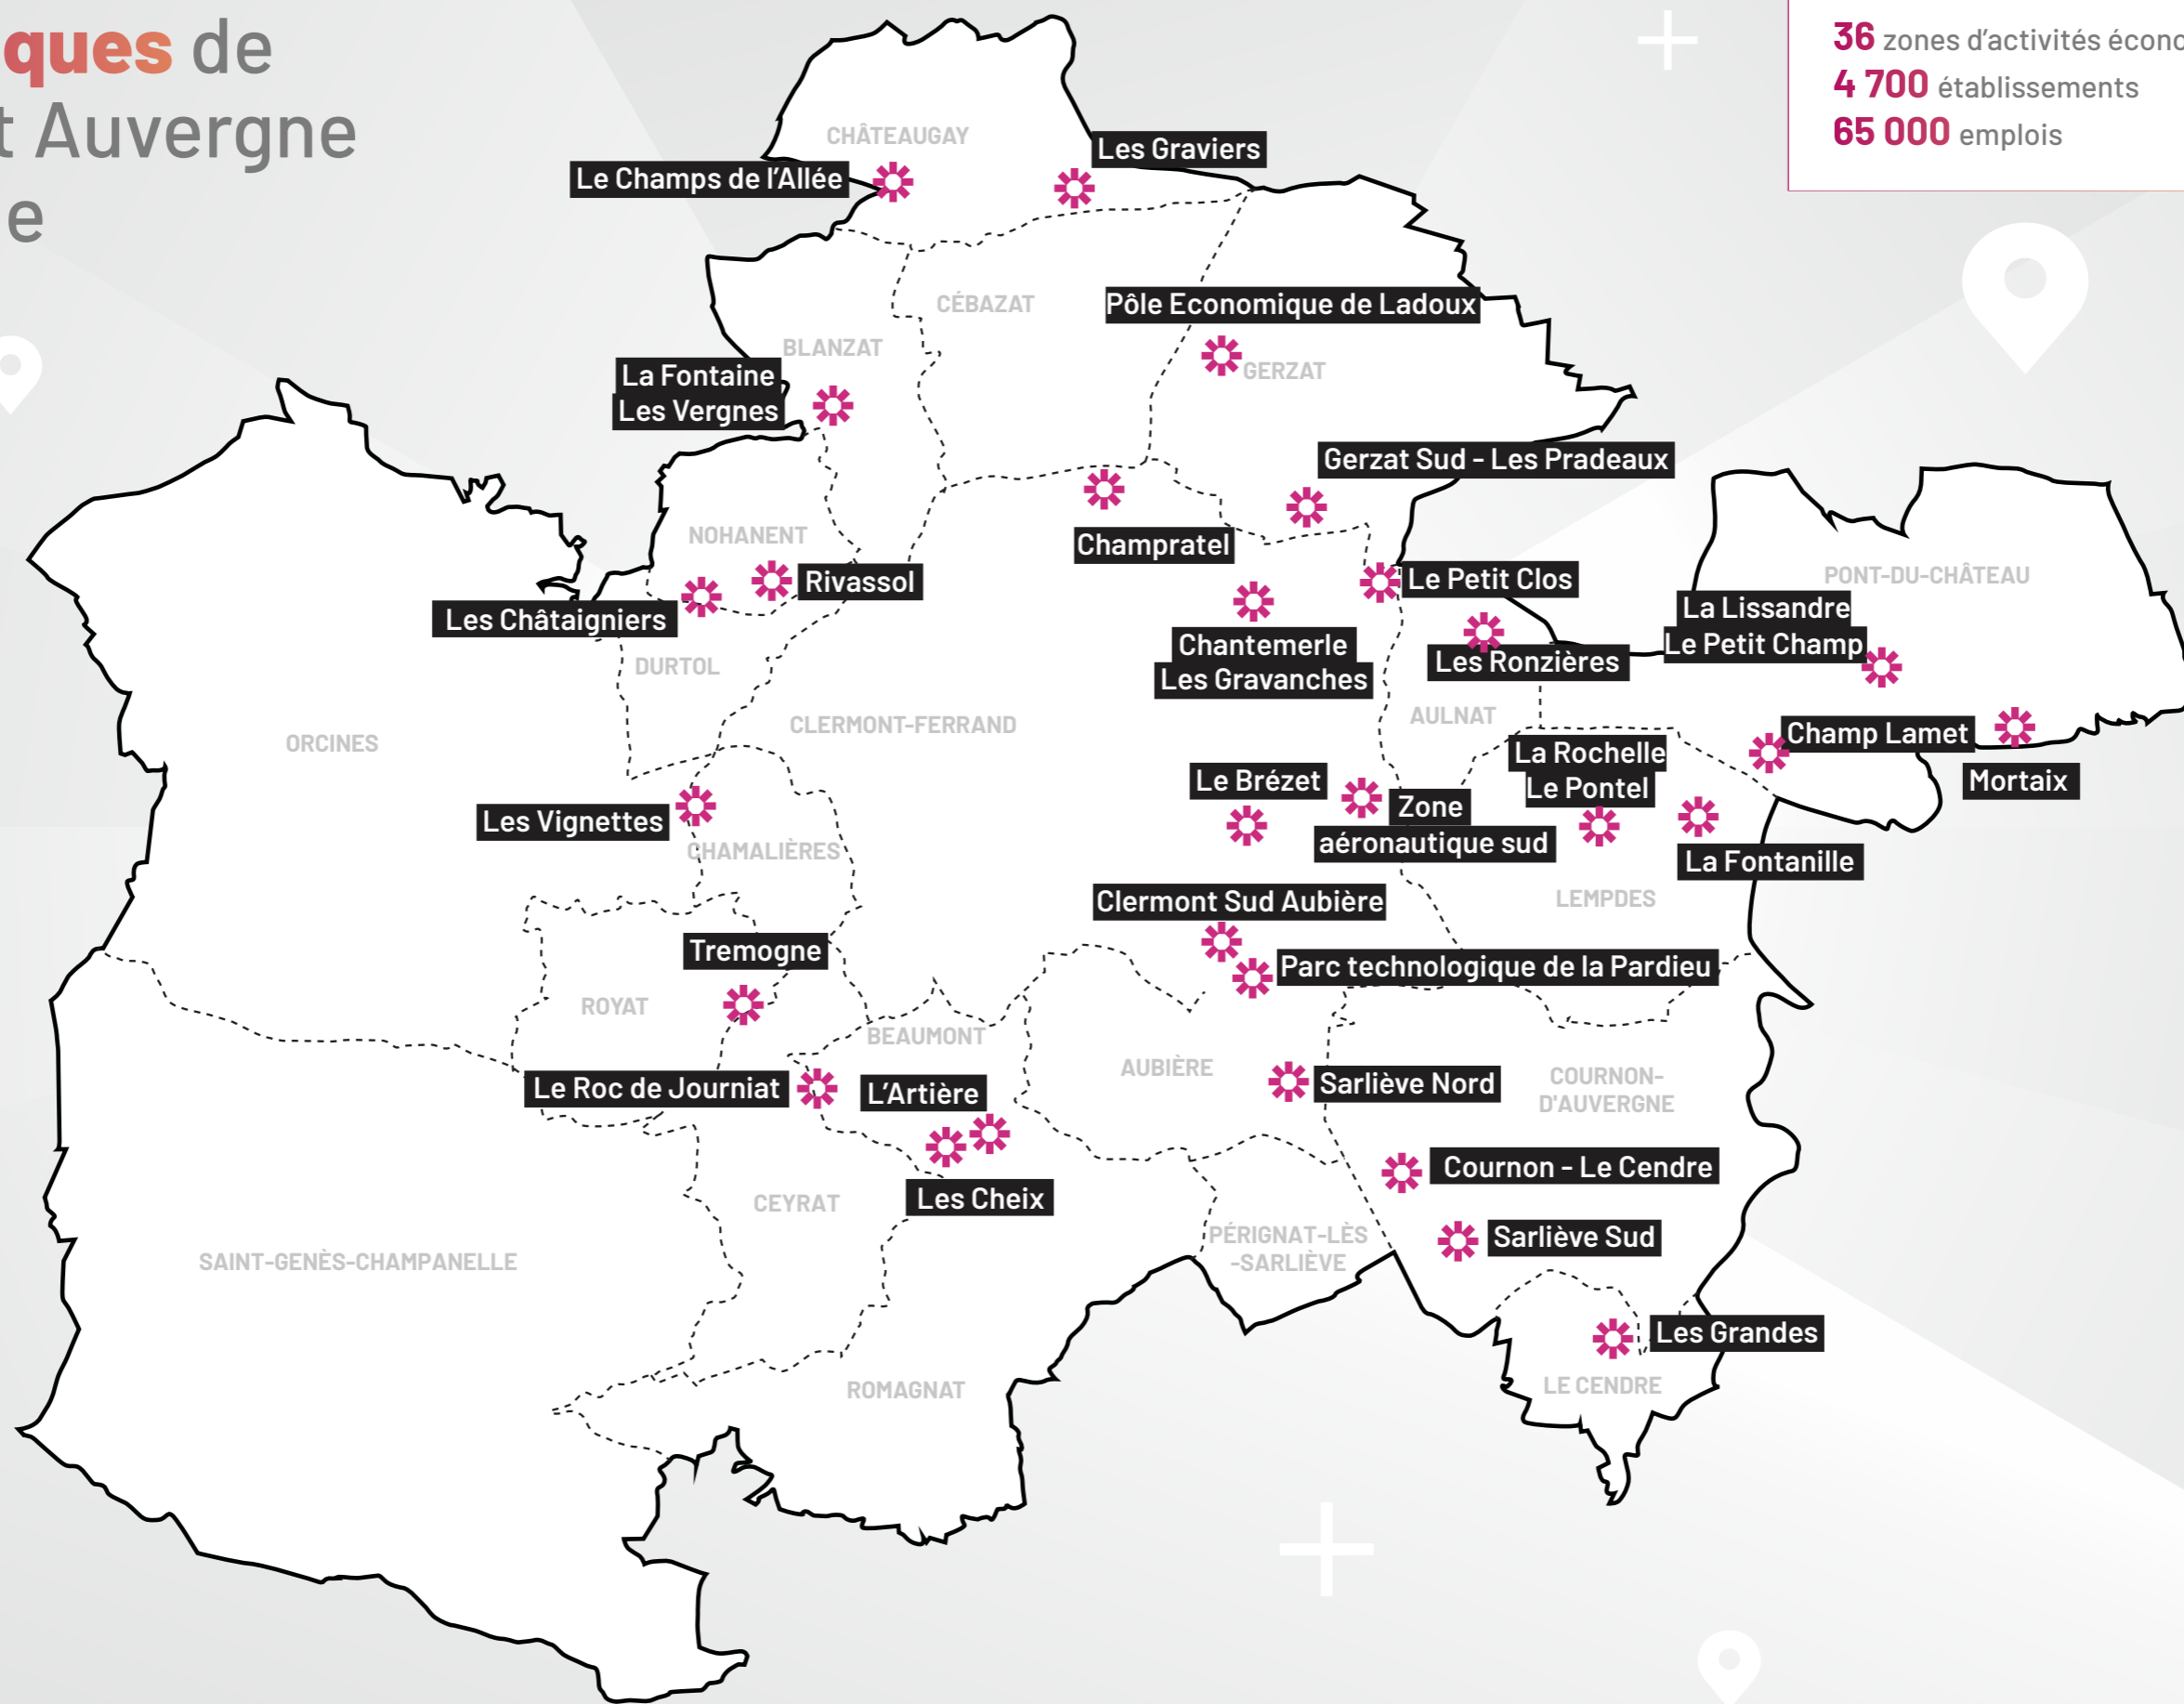 ques de
t Auvergne
e
36 zones d'activités écono
4 700 établissements
65 000 emplois
CHÂTEAUGAY
Les Graviers
Le Champs de l'Allée
CÉBAZAT
Pôle Economique de Ladoux
BLANZAT
GERZAT
La Fontaine
Les Vergnes
Gerzat Sud - Les Pradeaux
NOHANENT
Champratel
Rivassol
Le Petit Clos
PONT-DU-CHÂTEAU
Les Châtaigniers
La Lissandre
Le Petit Champ
Chantemerle
Les Gravanches
Les Ronzières
DURTOL
AULNAT
CLERMONT-FERRAND
ORCINES
Champ Lamet
La Rochelle
Le Pontel
Le Brézet
Mortaix
Zone
aéronautique sud
Les Vignettes
CHAMALIÈRES
La Fontanille
Clermont Sud Aubière
LEMPDES
Tremogne
Parc technologique de la Pardieu
ROYAT
BEAUMONT
AUBIÈRE
Le Roc de Journiat
L'Artière
Sarliève Nord
COURNON-
D'AUVERGNE
Cournon - Le Cendre
CEYRAT
Les Cheix
PÉRIGNAT-LÈS
-SARLIÈVE
Sarliève Sud
SAINT-GENÈS-CHAMPANELLE
Les Grandes
ROMAGNAT
LE CENDRE